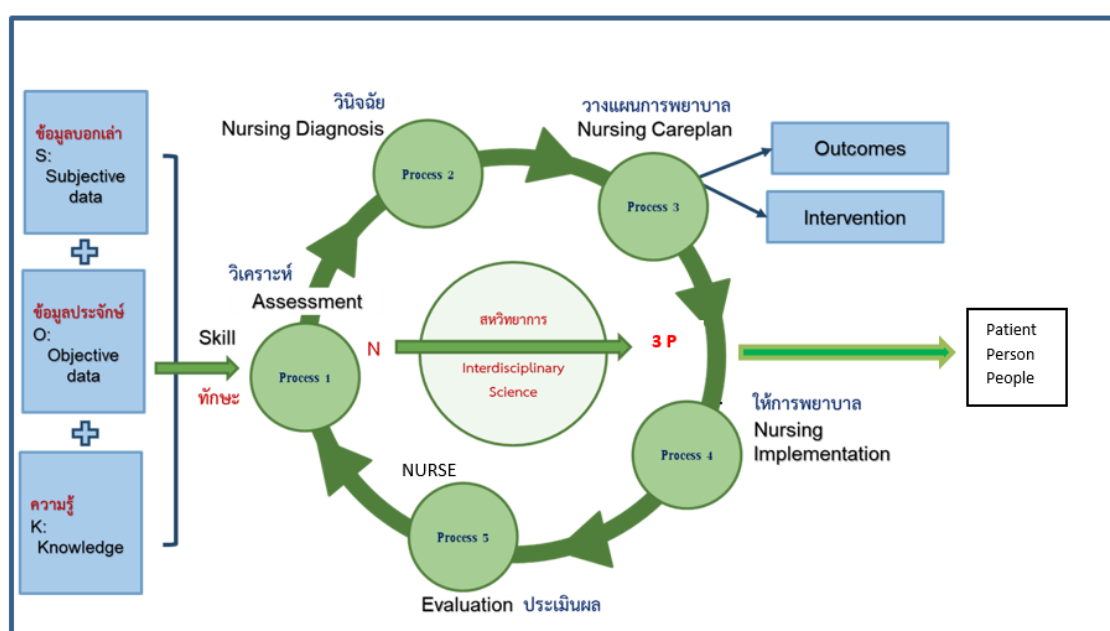 ข้อมูลบอกเล่า
S:
Subjective
data
ข้อมูลประจักษ์
O:
Objective
data
ความรู้
K:
Knowledge
Skill
ทักษะ
วิเคราะห์
Assessment
Process 1
วินิจฉัย
Nursing Diagnosis
Process 2
วางแผนการพยาบาล
Nursing Careplan
Process 3
Outcomes
Intervention
N
สหวิทยาการ
Interdisciplinary
Science
3 P
Patient
Person
People
ให้การพยาบาล
Nursing
Implementation
Process 4
NURSE
Process 5
Evaluation ประเมินผล